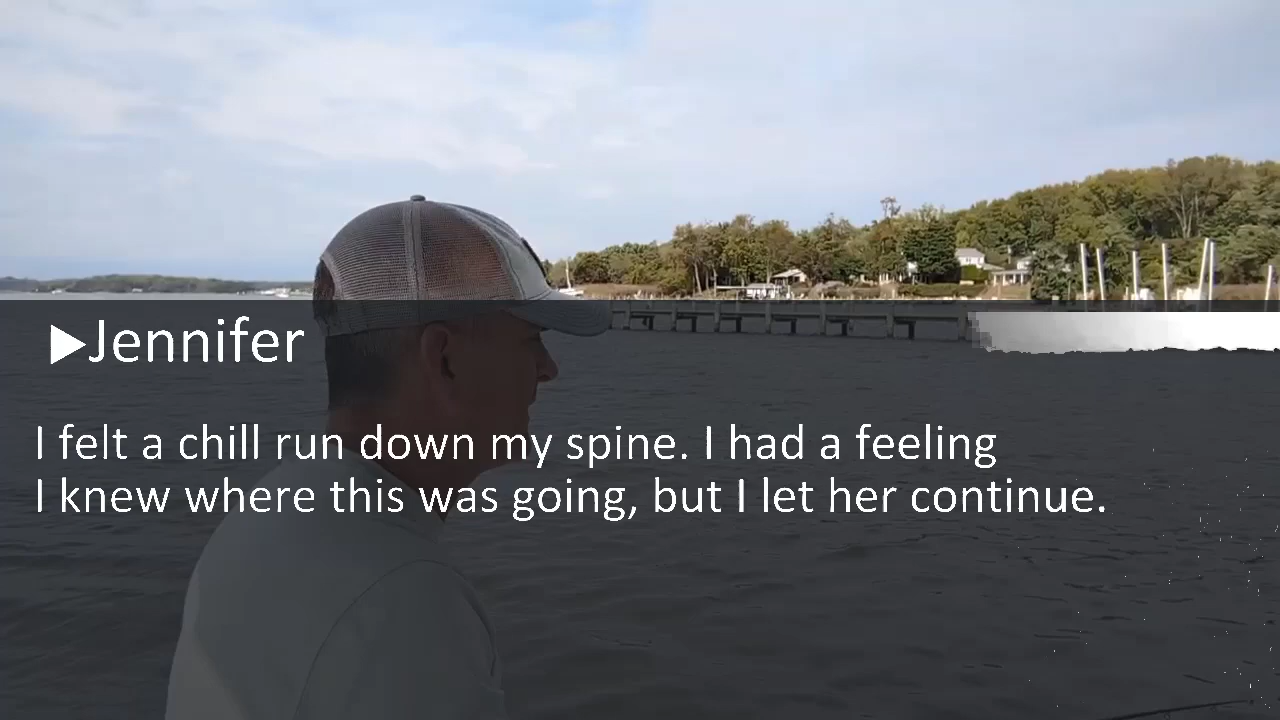 ▶Jennifer
I felt a chill run down my spine. I had a feeling
I knew where this was going, but I let her continue.